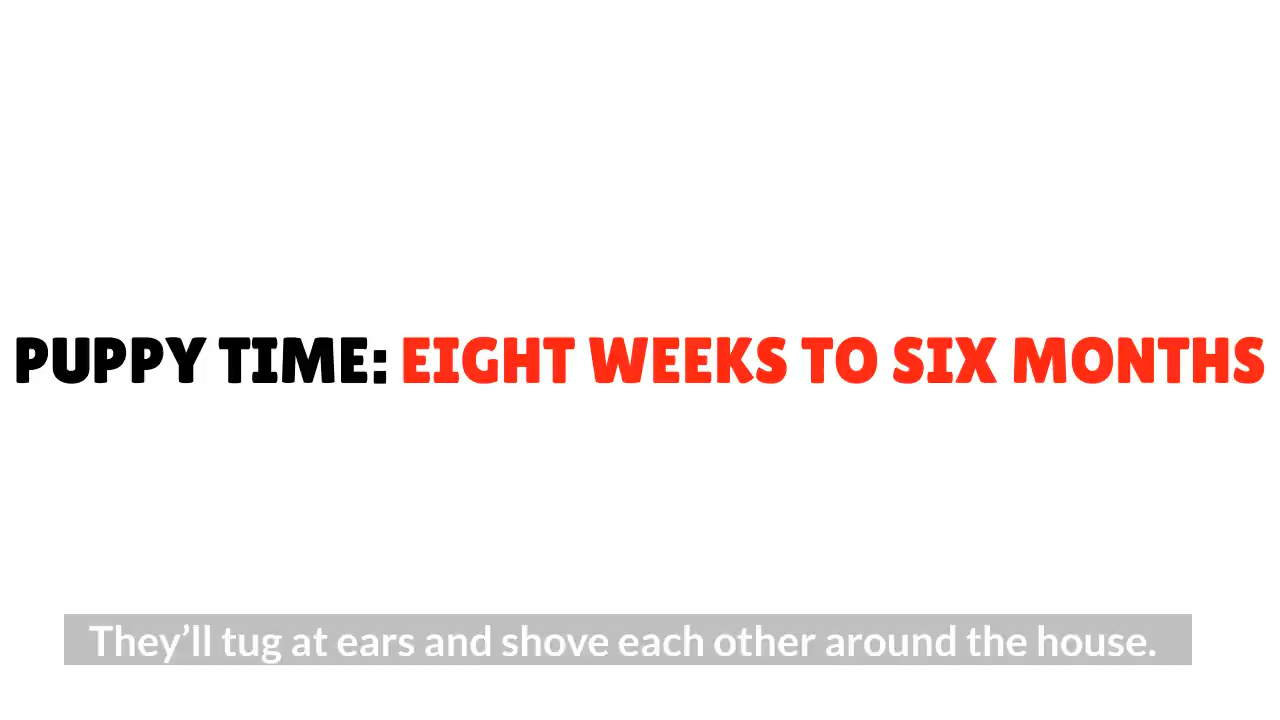 PUPPY TIME: EIGHT WEEKS TO SIX MONTHS
They’ll tug at ears and shove each other around the house.